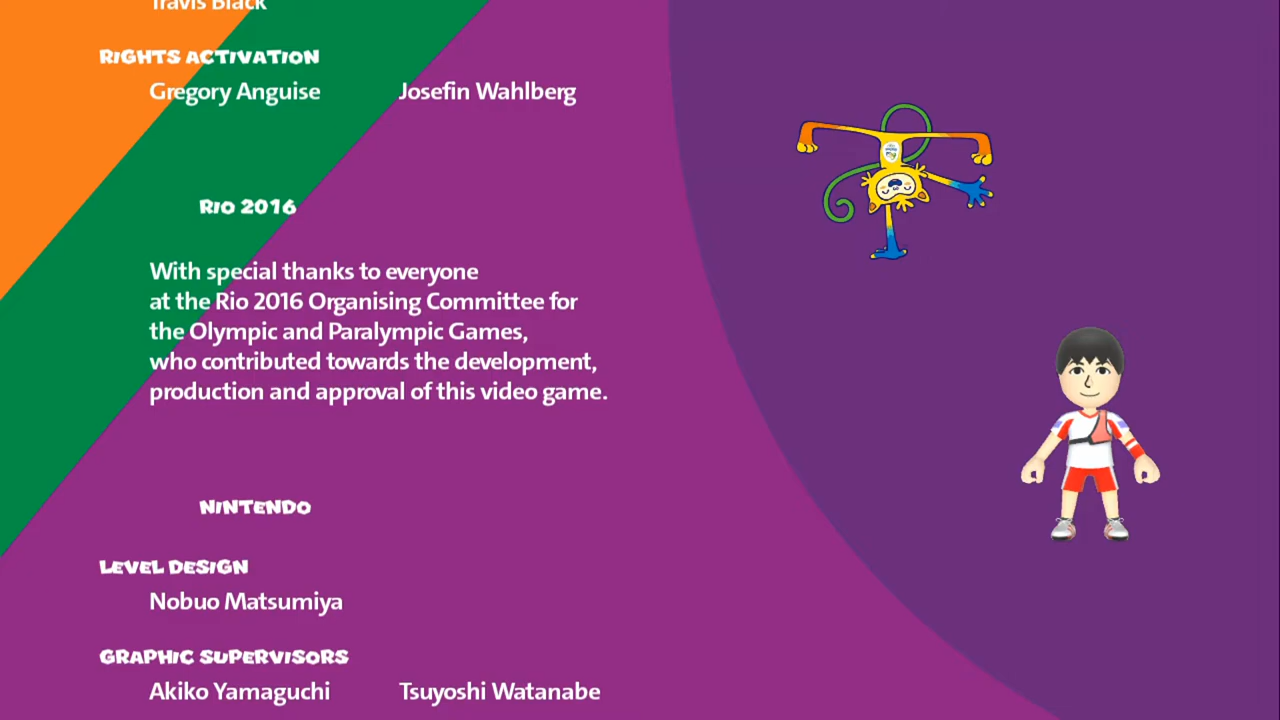 Travis Black
RIGHTS ACTIVATION
Gregory Anguise Josefin Wahlberg
RIO 2016
With special thanks to everyone
at the Rio 2016 Organising Committee for
the Olympic and Paralympic Games,
who contributed towards the development,
production and approval of this video game.
NINTENDO
LEVEL DESIGN
Nobuo Matsumiya
GRAPHIC SUPERVISORS
Akiko Yamaguchi Tsuyoshi Watanabe